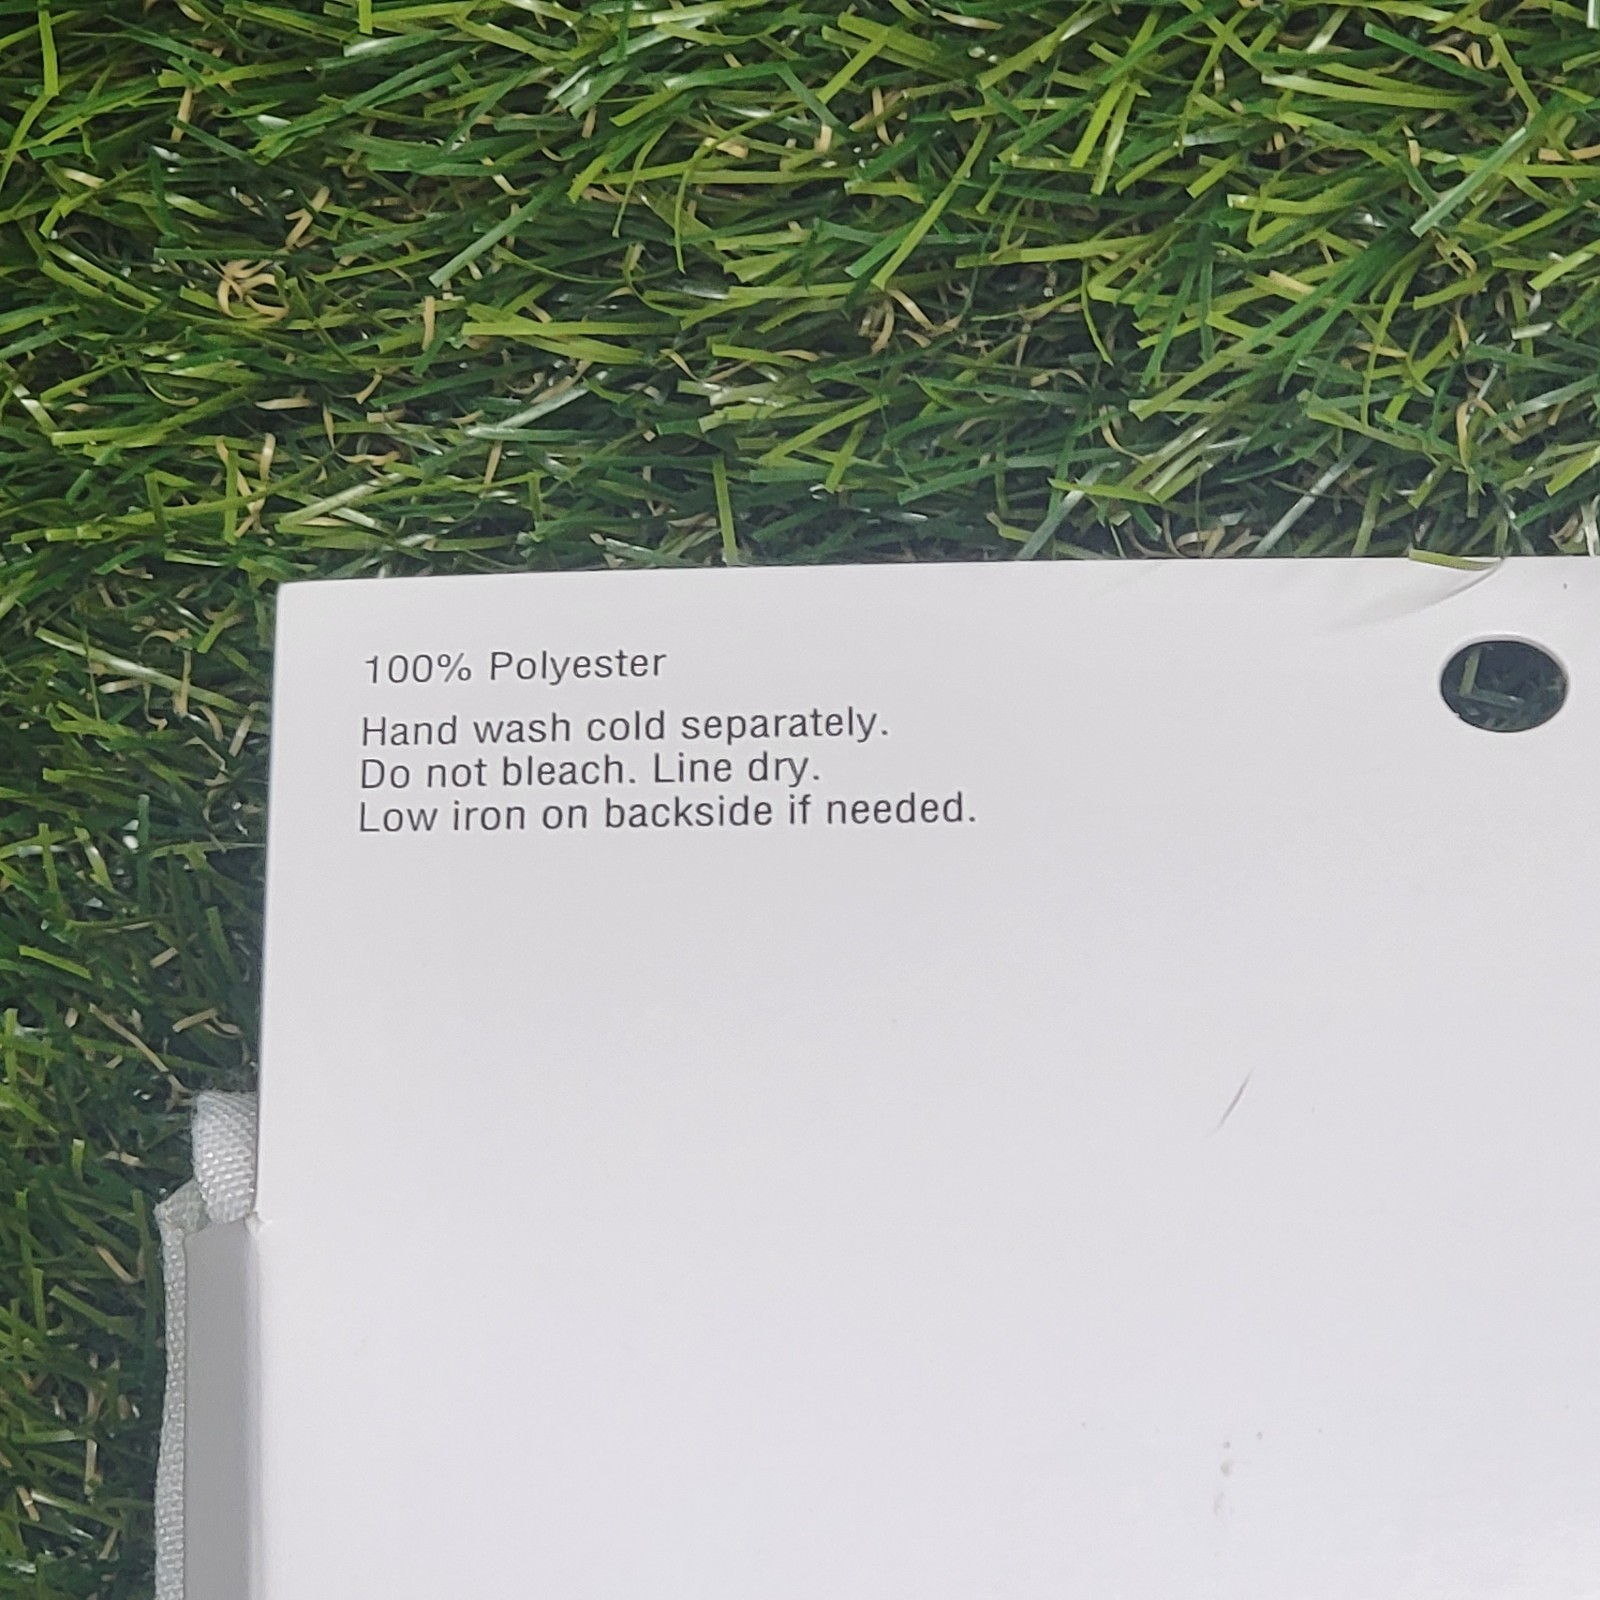 100% Polyester
Hand wash cold separately.
Do not bleach. Line dry.
Low iron on backside if needed.